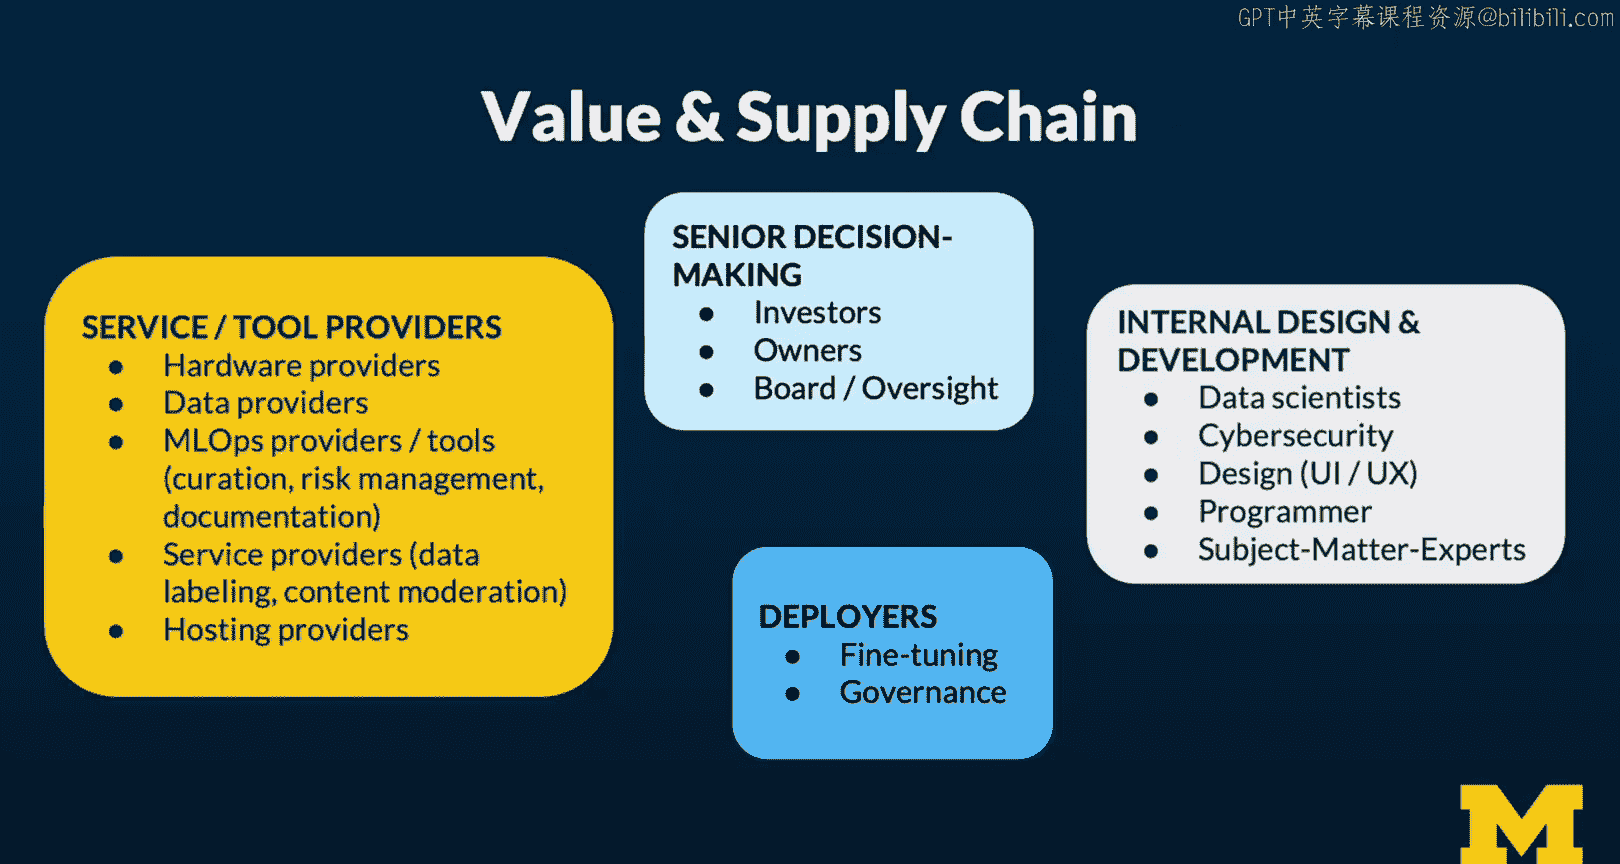 GPT中英字幕课程资源@bilibili.com
Value & Supply Chain
SERVICE / TOOL PROVIDERS
● Hardware providers
● Data providers
● MLOps providers / tools
(curation, risk management,
documentation)
● Service providers (data
labeling, content moderation)
● Hosting providers
SENIOR DECISION-
MAKING
● Investors
● Owners
● Board / Oversight
INTERNAL DESIGN &
DEVELOPMENT
● Data scientists
● Cybersecurity
● Design (UI / UX)
● Programmer
● Subject-Matter-Experts
DEPLOYERS
● Fine-tuning
● Governance
M